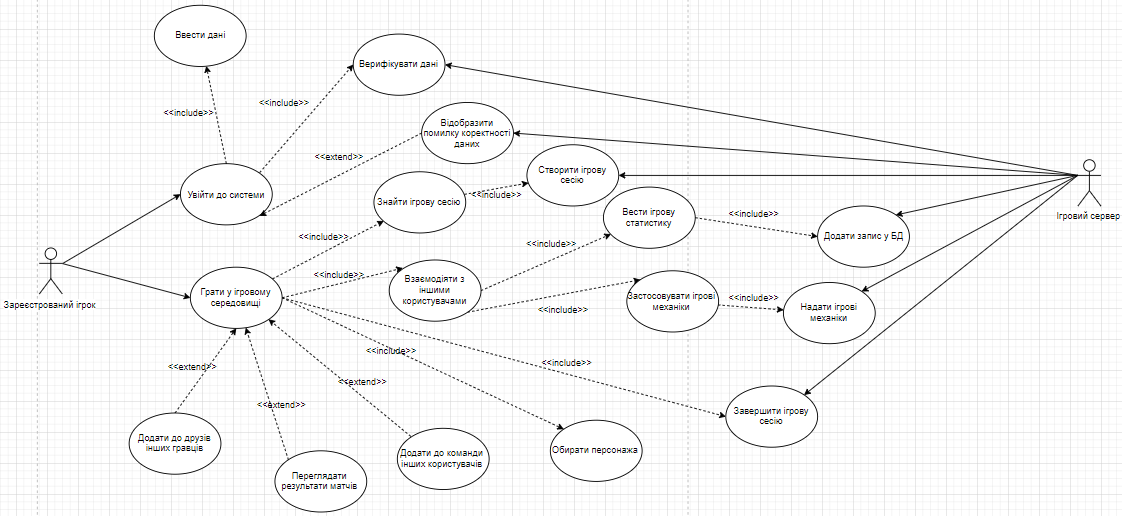 Ввести дані
Верифікувати дані
<<include>>
<<include>>
Відобразити
помилку коректності
даних
<<extend>>
Створити ігрову
сесію
Увійти до системи
Знайти ігрову сесію
<<include>>
Вести ігрову
статистику
<<include>>
Ігровий сервер
Додати запис у БД
<<include>>
<<include>>
Зареєстрований ігрок
Грати у ігровому
середовищі
<<include>>
Взаємодіяти з
іншими
користувачами
Застосовувати ігрові
механіки
<<include>>
<<include>>
Надати ігрові
механіки
<<include>>
<<include>>
<<extend>>
<<extend>>
<<extend>>
Завершити ігрову
сесію
Додати до друзів
інших гравців
Переглядати
результати матчів
Додати до команди
інших користувачів
Обирати персонажа